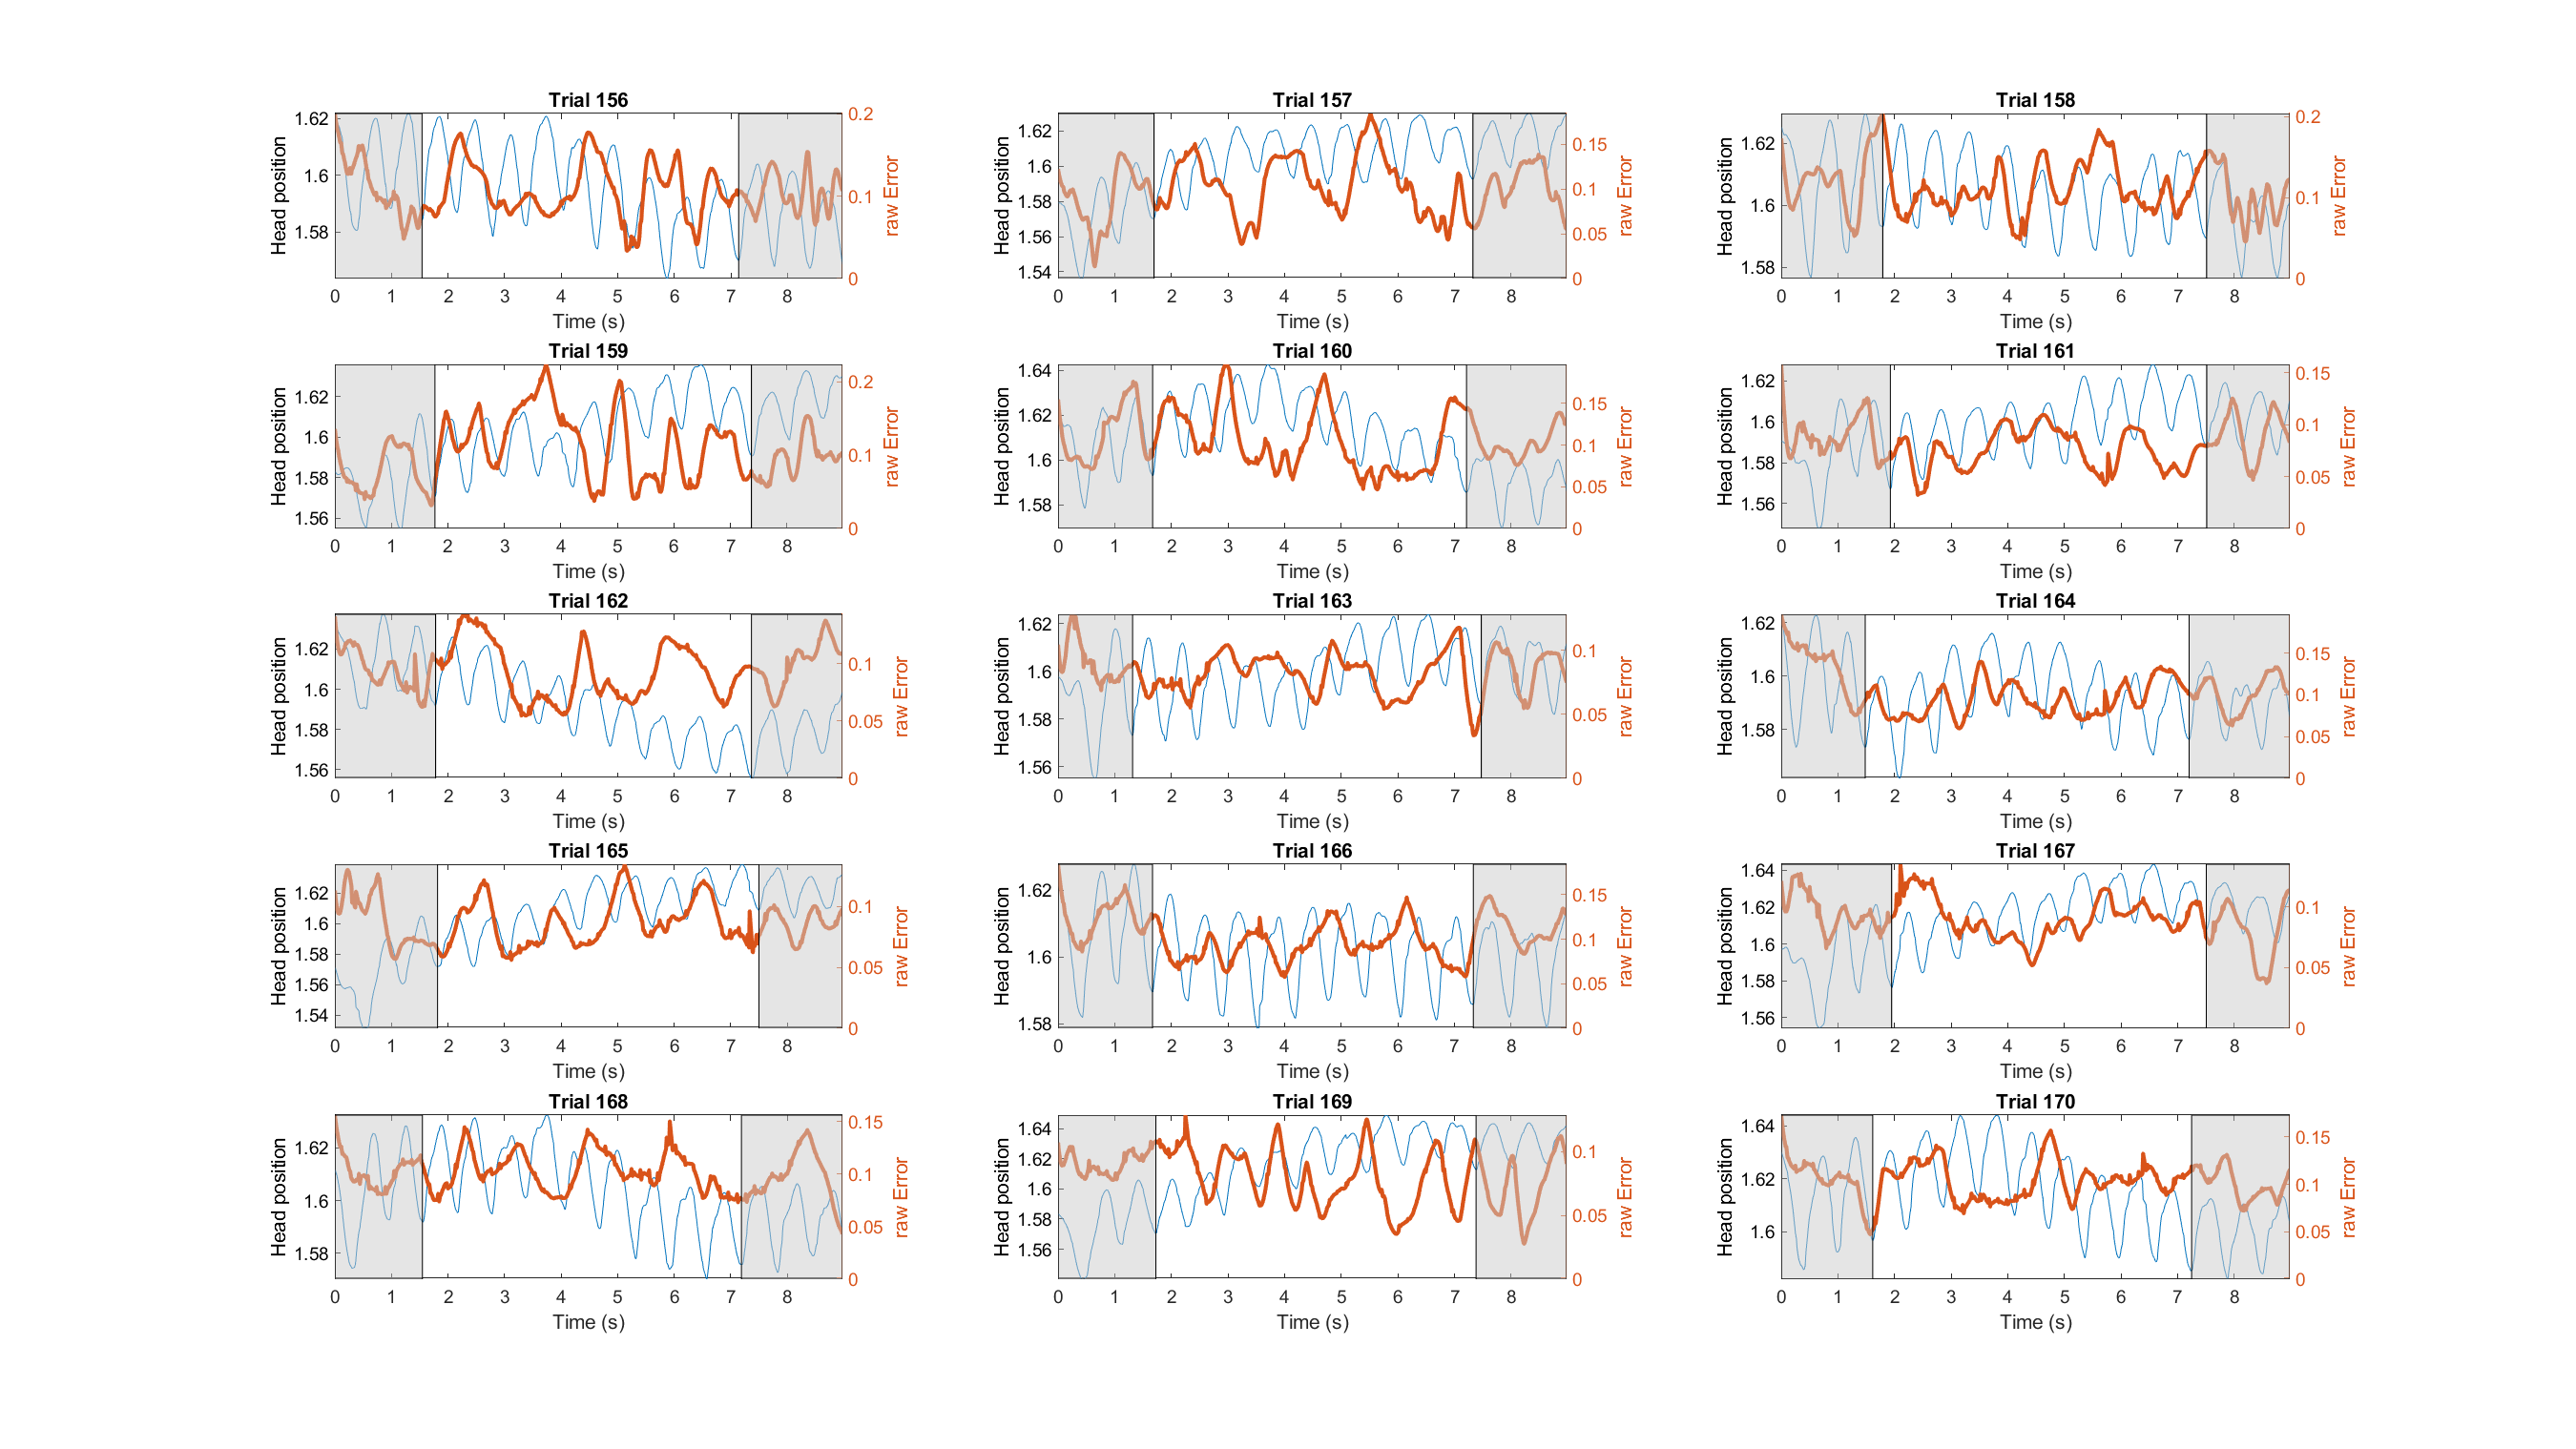 Trial 156
Head position
1.62
1.6
1.58
0.2
0.1
0
raw Error
0 1 2 3 4 5 6 7 8
Time (s)
Trial 157
Head position
1.62
1.6
1.58
1.56
1.54
0.15
0.1
0.05
0
raw Error
0 1 2 3 4 5 6 7 8
Time (s)
Trial 158
Head position
1.62
1.6
1.58
0.2
0.1
0
raw Error
0 1 2 3 4 5 6 7 8
Time (s)
Trial 159
Head position
1.62
1.6
1.58
1.56
0.2
0.1
0
raw Error
0 1 2 3 4 5 6 7 8
Time (s)
Trial 160
Head position
1.64
1.62
1.6
1.58
0.15
0.1
0.05
0
raw Error
0 1 2 3 4 5 6 7 8
Time (s)
Trial 161
Head position
1.62
1.6
1.58
1.56
0.15
0.1
0.05
0
raw Error
0 1 2 3 4 5 6 7 8
Time (s)
Trial 162
Head position
1.62
1.6
1.58
1.56
0.1
0.05
0
raw Error
0 1 2 3 4 5 6 7 8
Time (s)
Trial 163
Head position
1.62
1.6
1.58
1.56
0.1
0.05
0
raw Error
0 1 2 3 4 5 6 7 8
Time (s)
Trial 164
Head position
1.62
1.6
1.58
0.15
0.1
0.05
0
raw Error
0 1 2 3 4 5 6 7 8
Time (s)
Trial 165
Head position
1.62
1.6
1.58
1.56
1.54
0.1
0.05
0
raw Error
0 1 2 3 4 5 6 7 8
Time (s)
Trial 166
Head position
1.62
1.6
1.58
0.15
0.1
0.05
0
raw Error
0 1 2 3 4 5 6 7 8
Time (s)
Trial 167
Head position
1.64
1.62
1.6
1.58
1.56
0.1
0.05
0
raw Error
0 1 2 3 4 5 6 7 8
Time (s)
Trial 168
Head position
1.62
1.6
1.58
0.15
0.1
0.05
0
raw Error
0 1 2 3 4 5 6 7 8
Time (s)
Trial 169
Head position
1.64
1.62
1.6
1.58
1.56
0.1
0.05
0
raw Error
0 1 2 3 4 5 6 7 8
Time (s)
Trial 170
Head position
1.64
1.62
1.6
0.15
0.1
0.05
0
raw Error
0 1 2 3 4 5 6 7 8
Time (s)